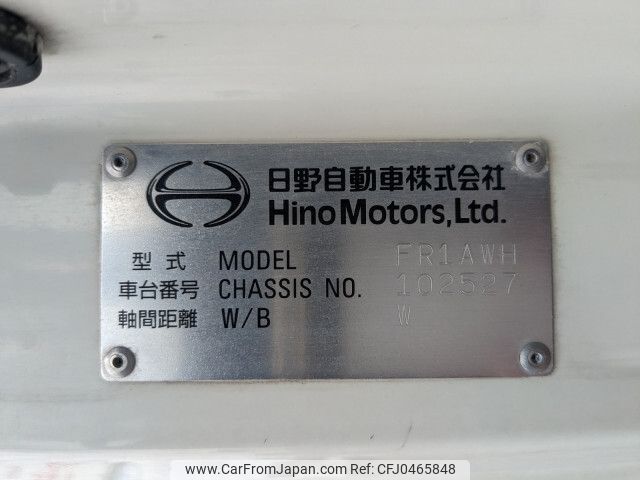 日野自動車株式会社
Hino Motors, Ltd.
型式 MODEL FR1AWH
車台番号 CHASSIS NO. 102527
軸間距離 W/B W
www.CarFromJapan.com | CFJ0465848